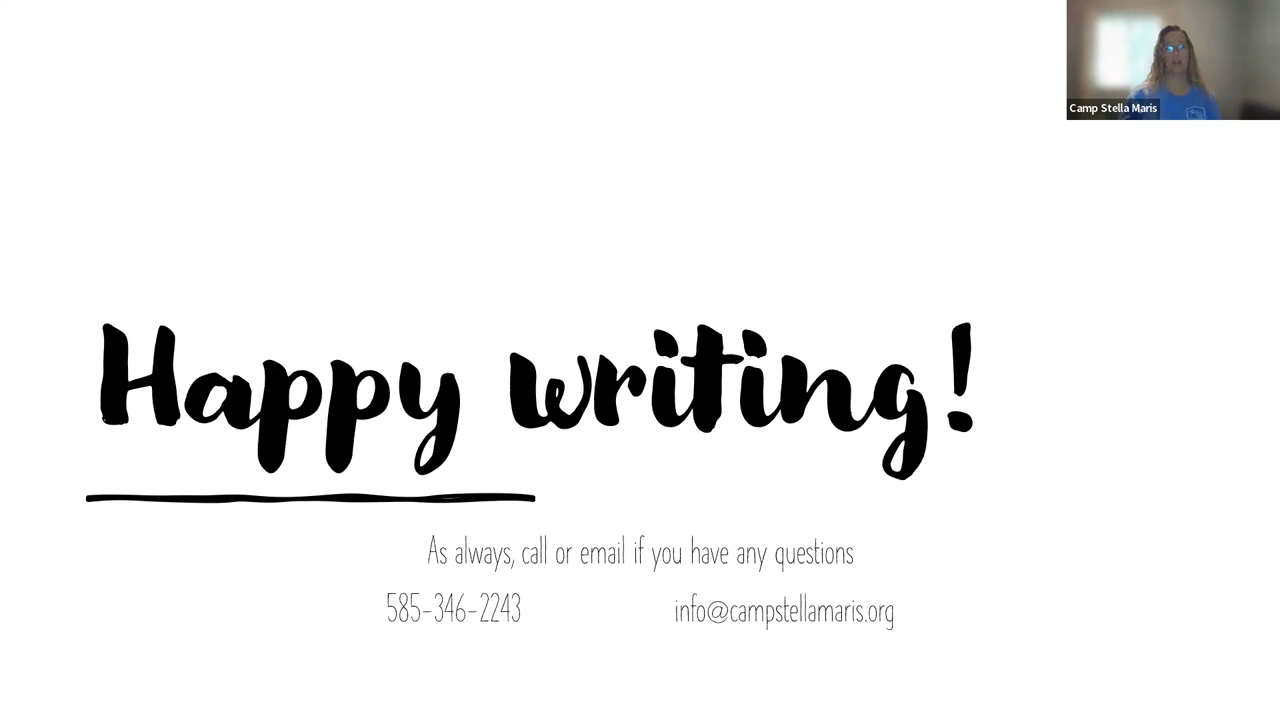 Camp Stella Maris
Happy writing!
As always, call or email if you have any questions
585-346-2243
info@campstellamaris.org